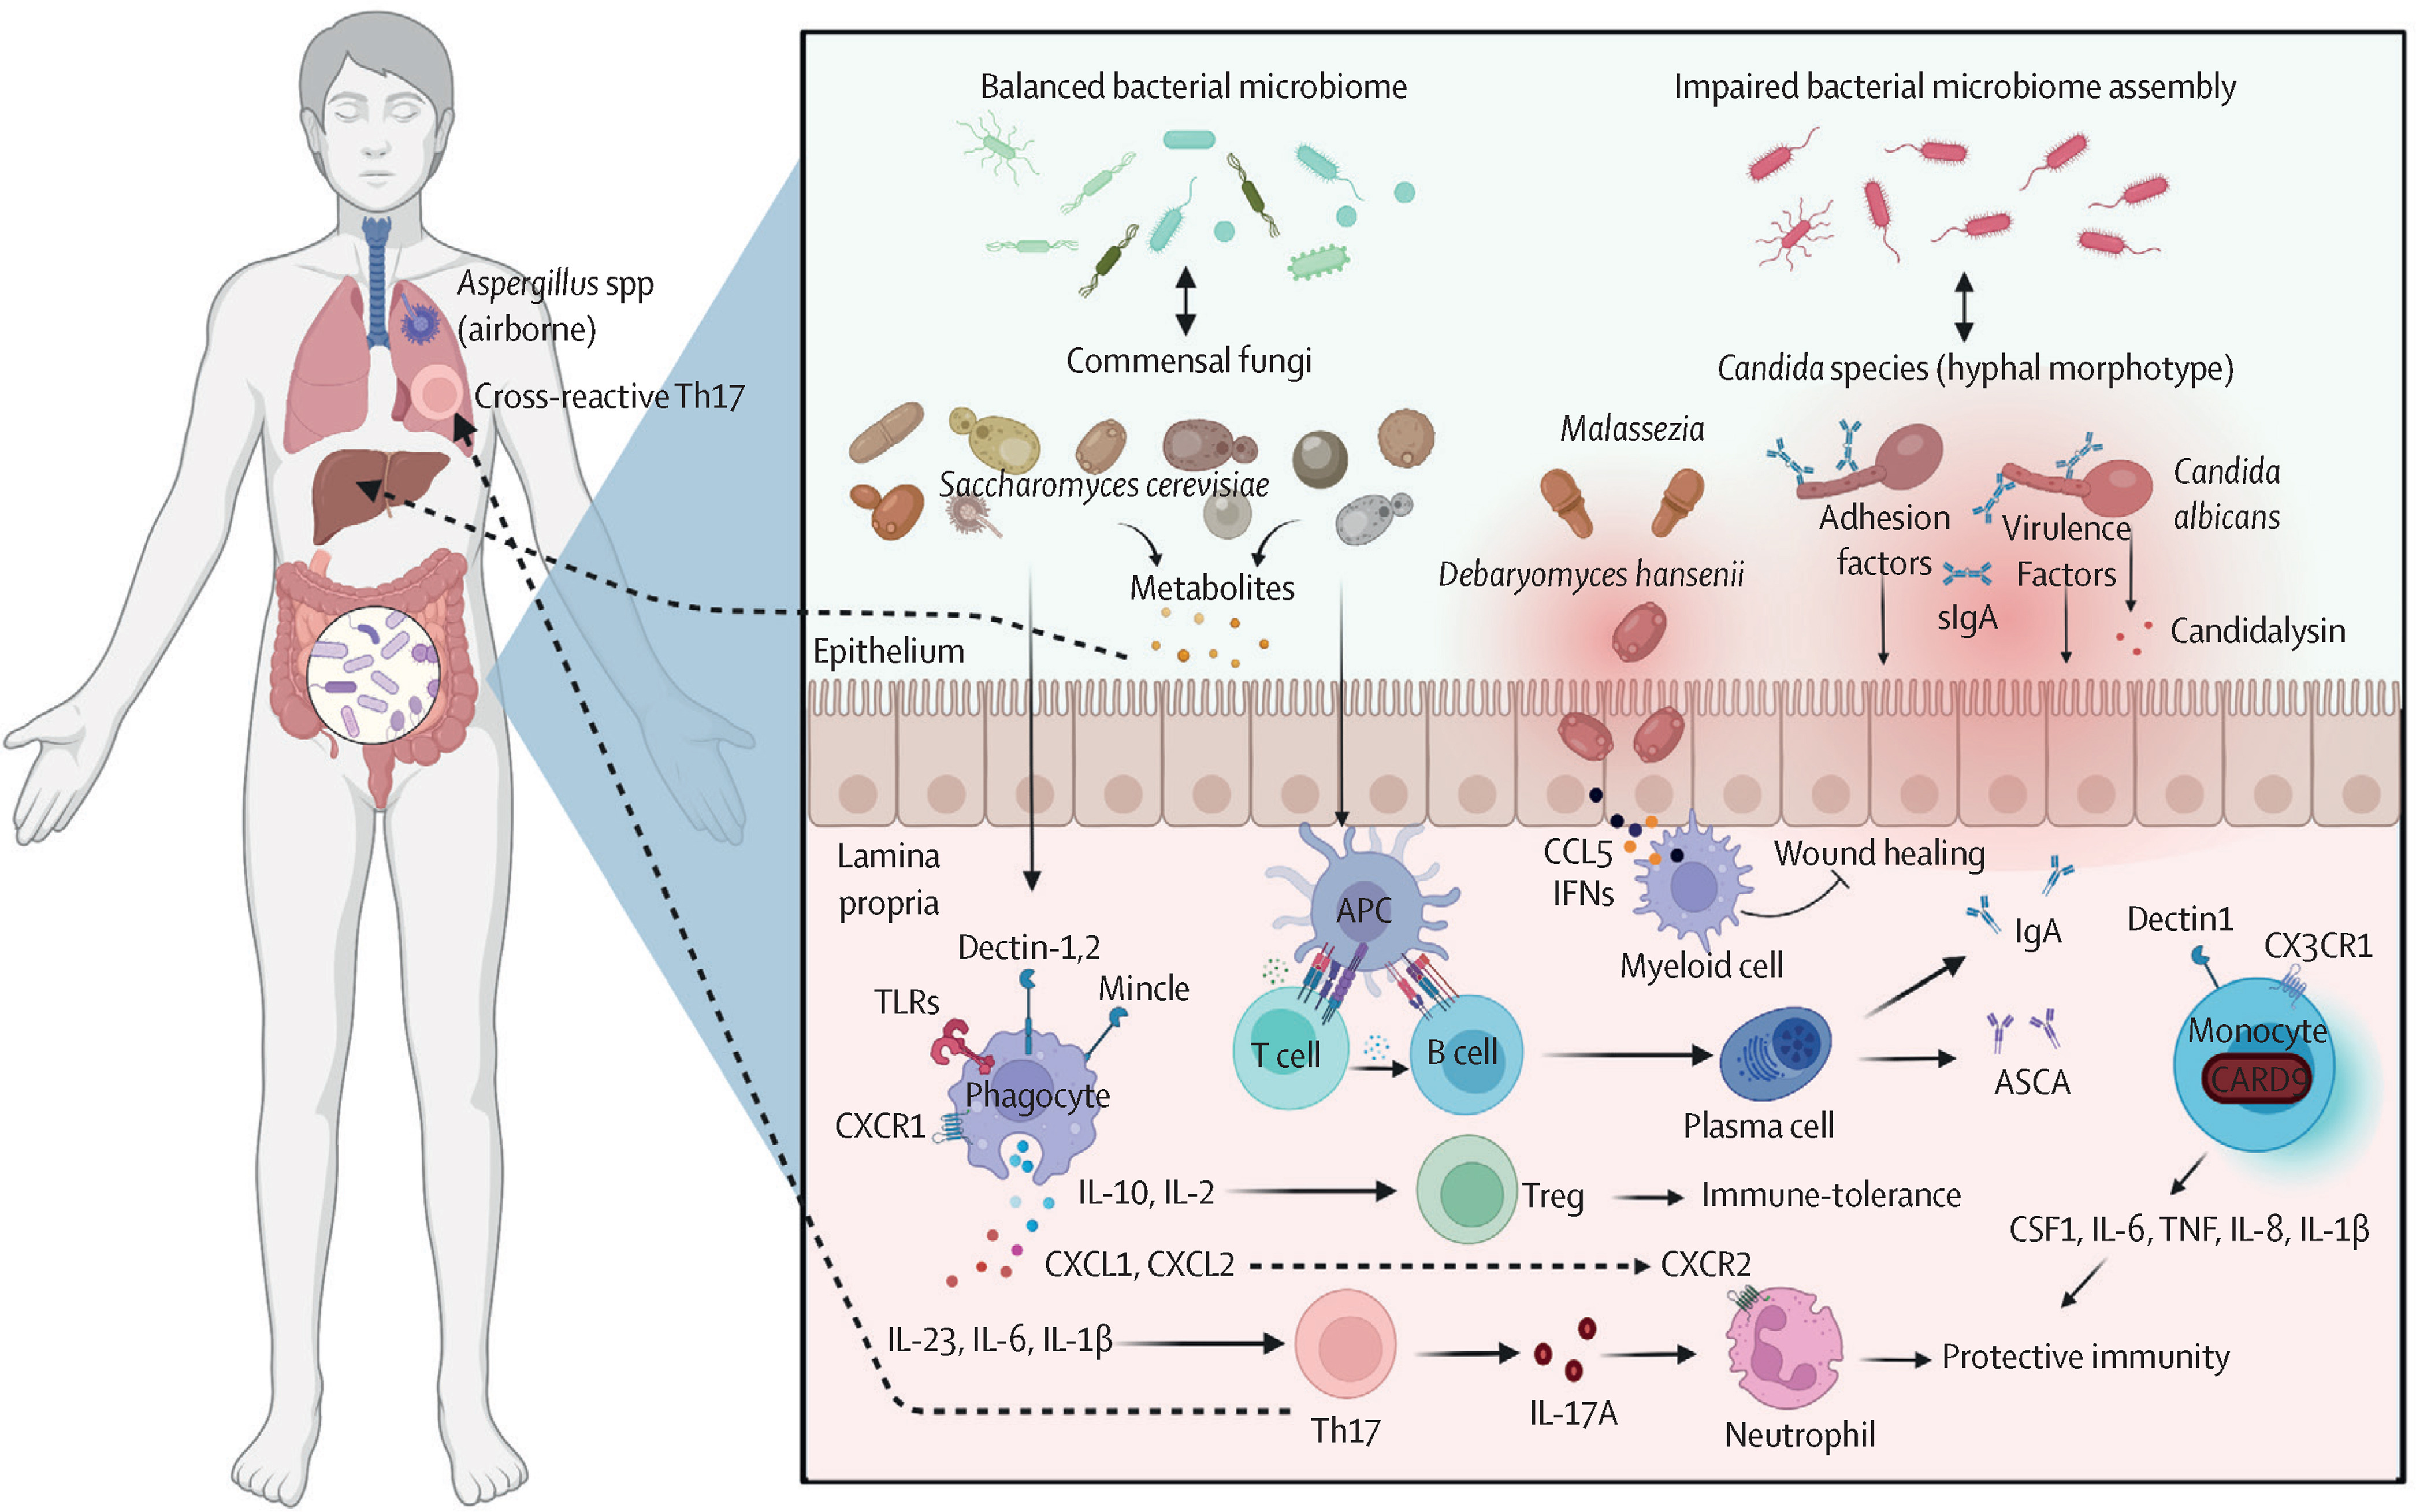 Aspergillus spp
(airborne)
Cross-reactive Th17
Balanced bacterial microbiome
Commensal fungi
Saccharomyces cerevisiae
Metabolites
Epithelium
Impaired bacterial microbiome assembly
Candida species (hyphal morphotype)
Malassezia
Debaryomyces hansenii
Adhesion
factors
sIgA
Virulence
Factors
Candida
albicans
Candidalysin
Lamina
propria
Dectin-1,2
TLRs
Mincle
Phagocyte
CXCR1
APC
T cell
B cell
CCL5
IFNs
Myeloid cell
Wound healing
Plasma cell
IgA
ASCA
Dectin1
CX3CR1
Monocyte
CARD9
IL-10, IL-2
Treg
Immune-tolerance
CXCL1, CXCL2
CXCR2
CSF1, IL-6, TNF, IL-8, IL-1β
IL-23, IL-6, IL-1β
Th17
IL-17A
Neutrophil
Protective immunity